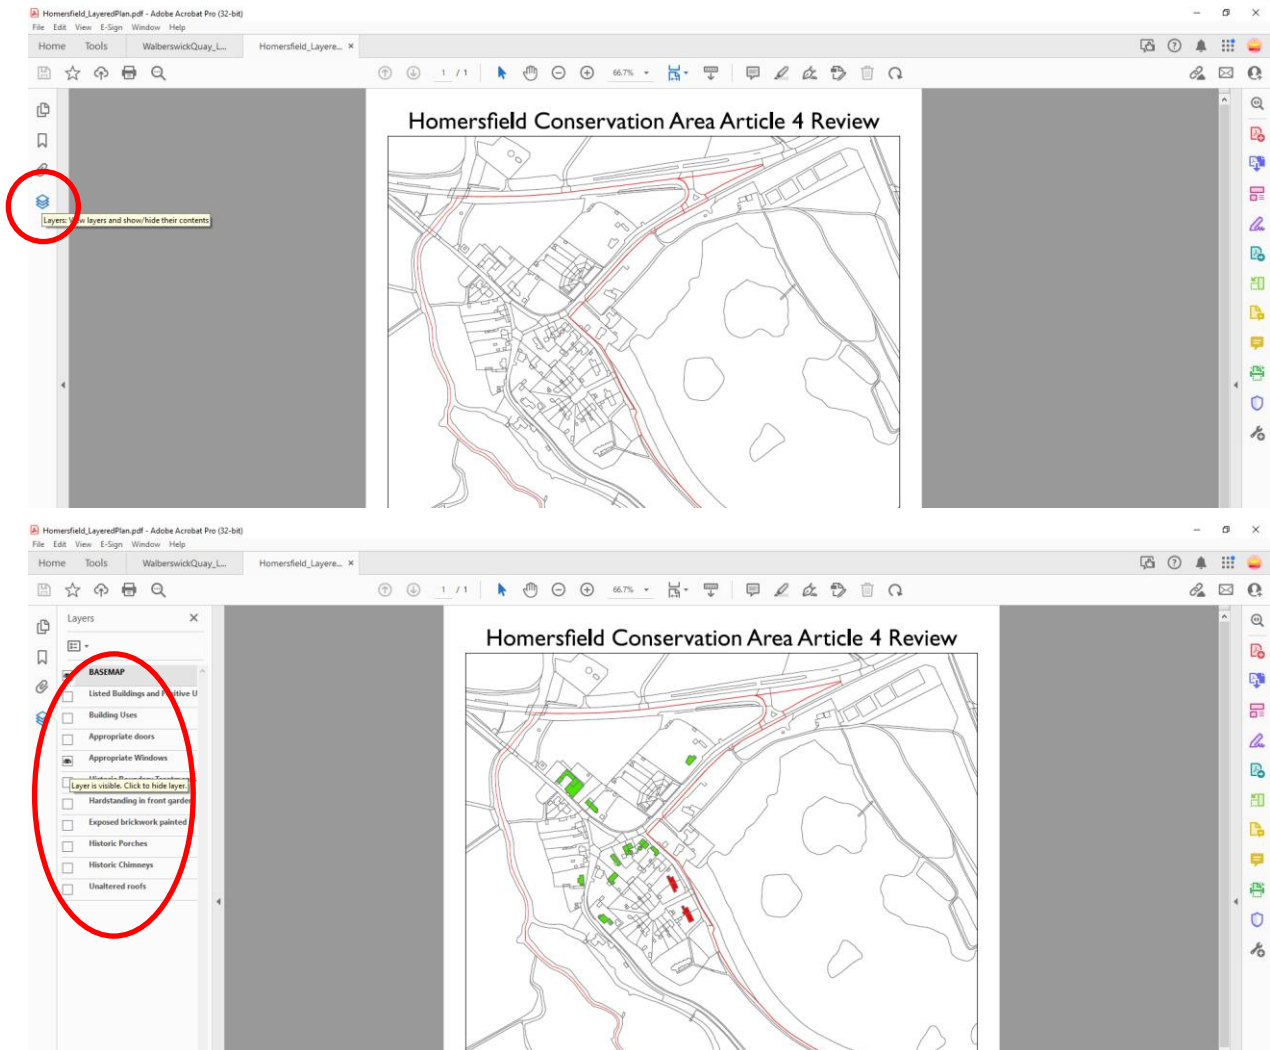 Homersfield_LayeredPlan.pdf - Adobe Acrobat Pro (32-bit)
File Edit View E-Sign Window Help
Home Tools WalberswickQuay_L... Homersfield_Layere... ×
1 / 1 66.7%
Layers: View layers and show/hide their contents
Homersfield Conservation Area Article 4 Review
Homersfield_LayeredPlan.pdf - Adobe Acrobat Pro (32-bit)
File Edit View E-Sign Window Help
Home Tools WalberswickQuay_L... Homersfield_Layere... ×
1 / 1 66.7%
Layers
BASEMAP
Listed Buildings and Positive U
Building Uses
Appropriate doors
Appropriate Windows
Layer is visible. Click to hide layer.
Hardstanding in front garde
Exposed brickwork painted
Historic Porches
Historic Chimneys
Unaltered roofs
Homersfield Conservation Area Article 4 Review